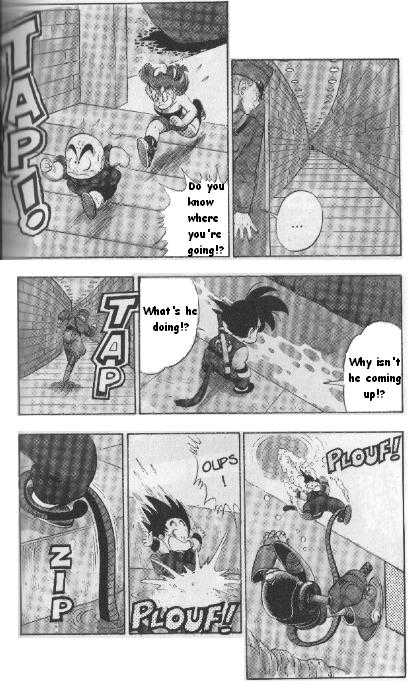 TAP!
Do you
know
where
you're
going!?
...
TAP
What's he
doing!?
Why isn't
he coming
up!?
ZIP
OUPS
!
PLOUF!
PLOUF!